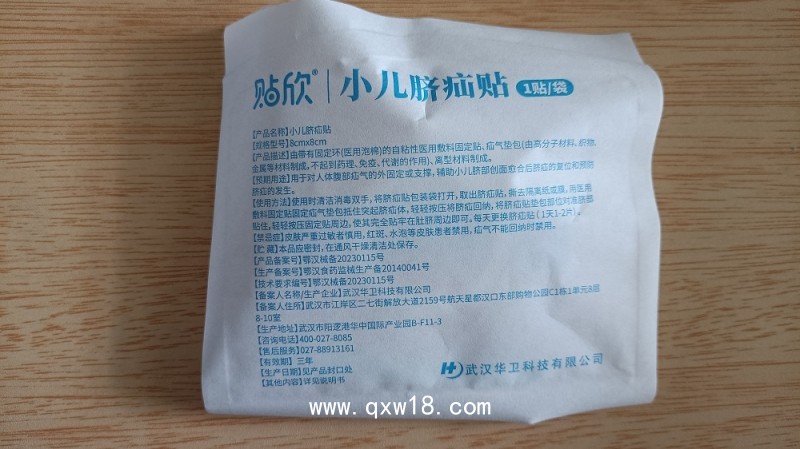 贴欣® 小儿脐疝贴 1贴/袋
【产品名称】小儿脐疝贴
【规格型号】8cmx8cm
【产品描述】由带有固定环(医用泡棉)的自粘性医用敷料固定贴、疝气垫包(由高分子材料、织物、
金属等材料制成,不起到药理、免疫、代谢的作用)、离型材料制成。
【预期用途】用于对人体腹部疝气的外固定或支撑,辅助小儿脐部创面愈合后脐疝的复位和预防
脐疝的发生。
【使用方法】使用时清洁消毒双手,将脐疝贴包装袋打开,取出脐疝贴,撕去隔离纸或膜,用医用
敷料固定贴固定疝气垫包抵住突起脐疝体,轻轻按压将脐疝回纳,将脐疝贴垫包部位对准脐部
贴住,轻轻按压固定贴周边,使其完全贴牢在肚脐周边即可。每天更换脐疝贴(1天1-2片)。
【禁忌症】皮肤严重过敏者慎用,红斑、水泡等皮肤患者禁用,疝气不能回纳时禁用。
【贮 藏】本品应密封,在通风干燥清洁处保存。
【产品备案号】鄂汉械备20230115号
【生产备案号】鄂汉食药监械生产备20140041号
【技术要求编号】鄂汉械备20230115号
【备案人名称/生产企业】武汉华卫科技有限公司
【备案人住所】武汉市江岸区二七街解放大道2159号航天星都汉口东部购物公园C1栋1单元8层
8-10室
【生产地址】武汉市阳逻港华中国际产业园B-F11-3
【咨询电话】400-027-8085
【售后服务】027-88913161
【有效期】三年
【生产日期】见产品封口处
【其他内容】详见说明书
武汉华卫科技有限公司
www.qxw18.com